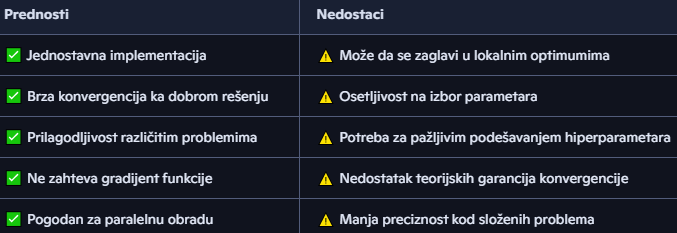 Prednosti Nedostaci
✅ Jednostavna implementacija ⚠️ Može da se zaglavi u lokalnim optimumima
✅ Brza konvergencija ka dobrom rešenju ⚠️ Osetljivost na izbor parametara
✅ Prilagodljivost različitim problemima ⚠️ Potreba za pažljivim podešavanjem hiperparametara
✅ Ne zahteva gradijent funkcije ⚠️ Nedostatak teorijskih garancija konvergencije
✅ Pogodan za paralelnu obradu ⚠️ Manja preciznost kod složenih problema